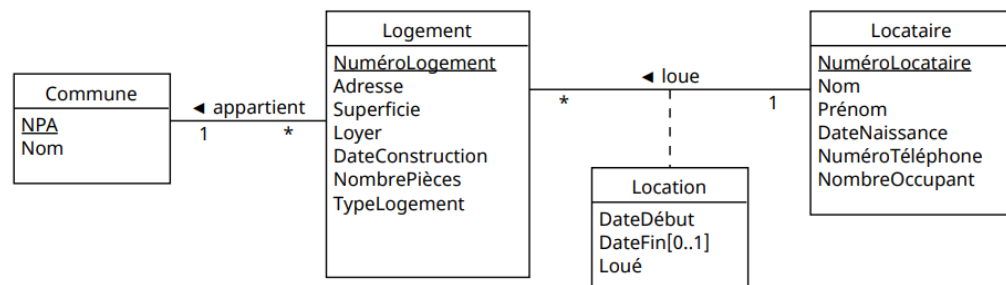 Commune
NPA
Nom
◄ appartient
1
*
Logement
NuméroLogement
Adresse
Superficie
Loyer
DateConstruction
NombrePièces
TypeLogement
◄ loue
*
1
Location
DateDébut
DateFin[0..1]
Loué
Locataire
NuméroLocataire
Nom
Prénom
DateNaissance
NuméroTéléphone
NombreOccupant